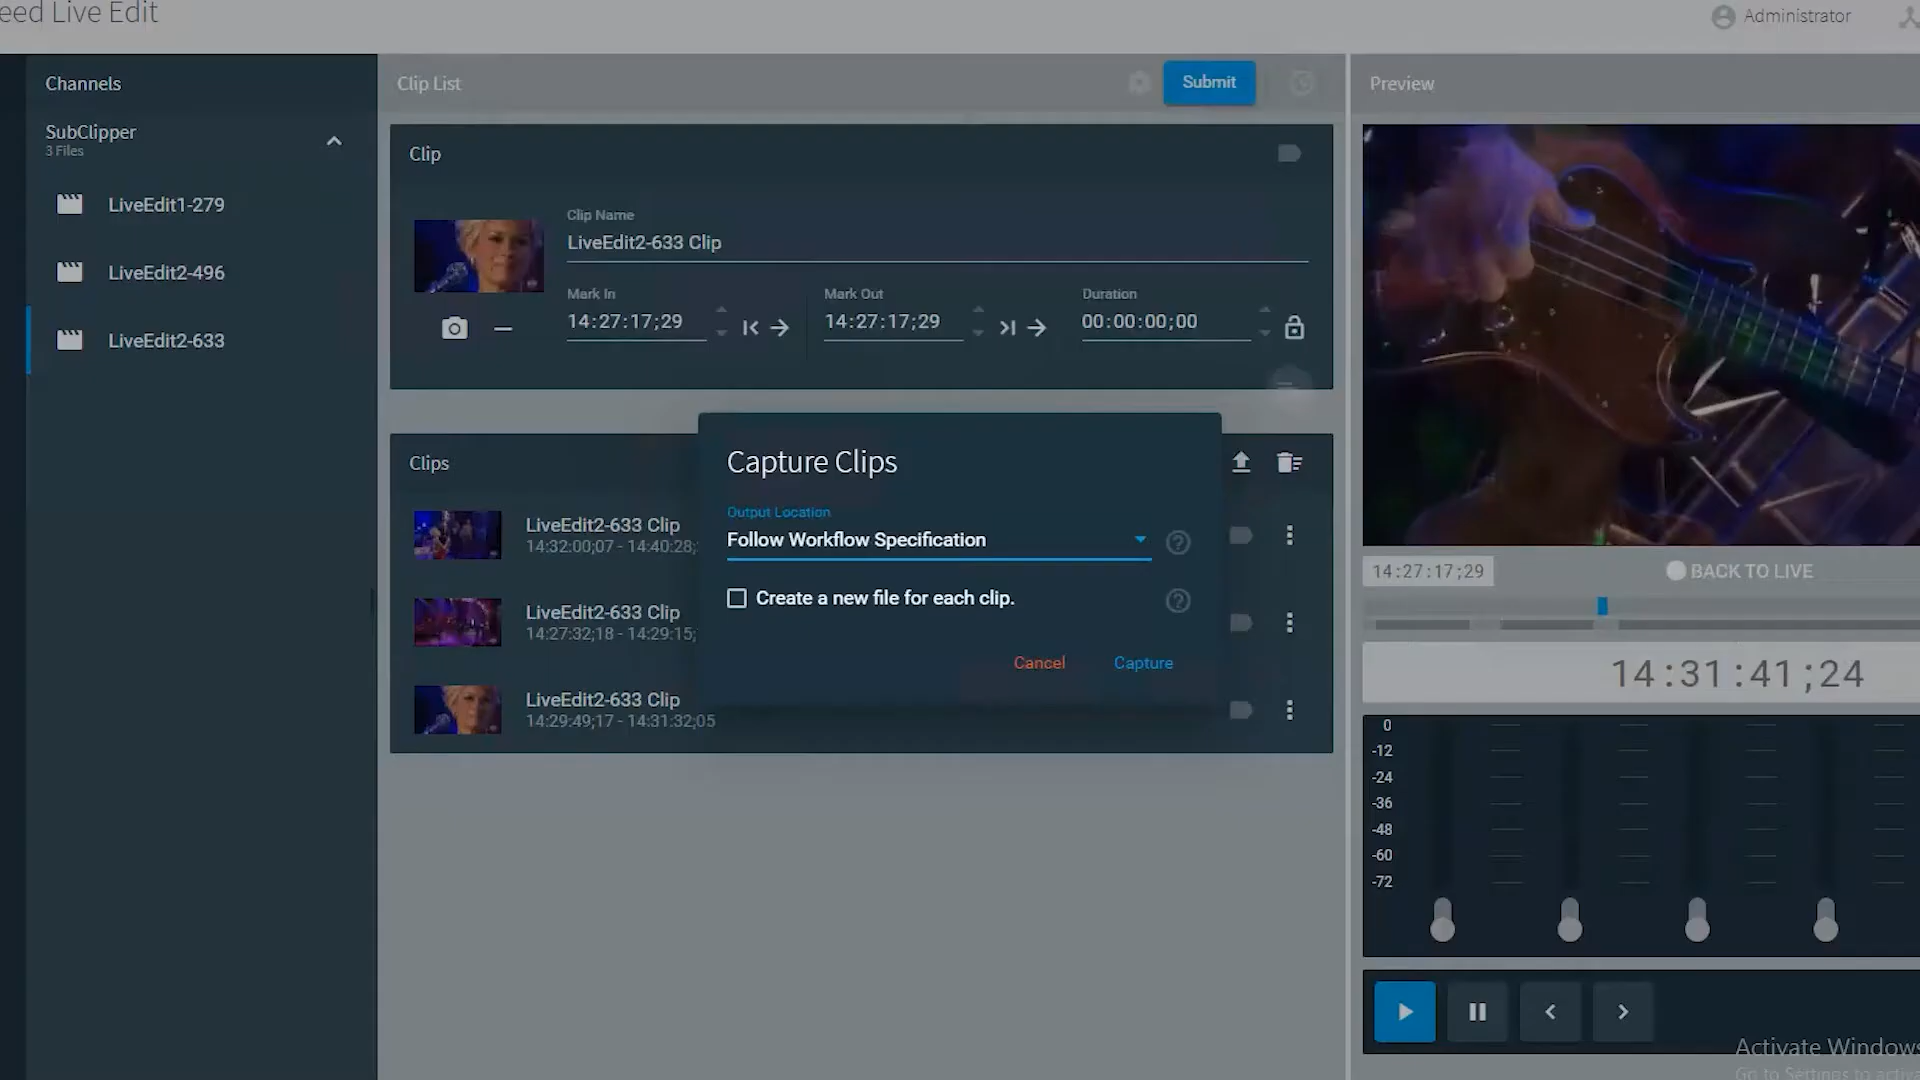 eed Live Edit
Administrator
Channels
SubClipper
3 Files
LiveEdit1-279
LiveEdit2-496
LiveEdit2-633
Clip List
Submit
Clip
Clip Name
LiveEdit2-633 Clip
Mark In
14:27:17;29
Mark Out
14:27:17;29
Duration
00:00:00;00
Clips
LiveEdit2-633 Clip
14:32:00;07 - 14:40:28;
LiveEdit2-633 Clip
14:27:32;18 - 14:29:15;
LiveEdit2-633 Clip
14:29:49;17 - 14:31:32;05
Capture Clips
Output Location
Follow Workflow Specification
Create a new file for each clip.
Cancel
Capture
Preview
14:27:17;29
BACK TO LIVE
14:31:41;24
0
-12
-24
-36
-48
-60
-72
Activate Windows
Go to Settings to activa